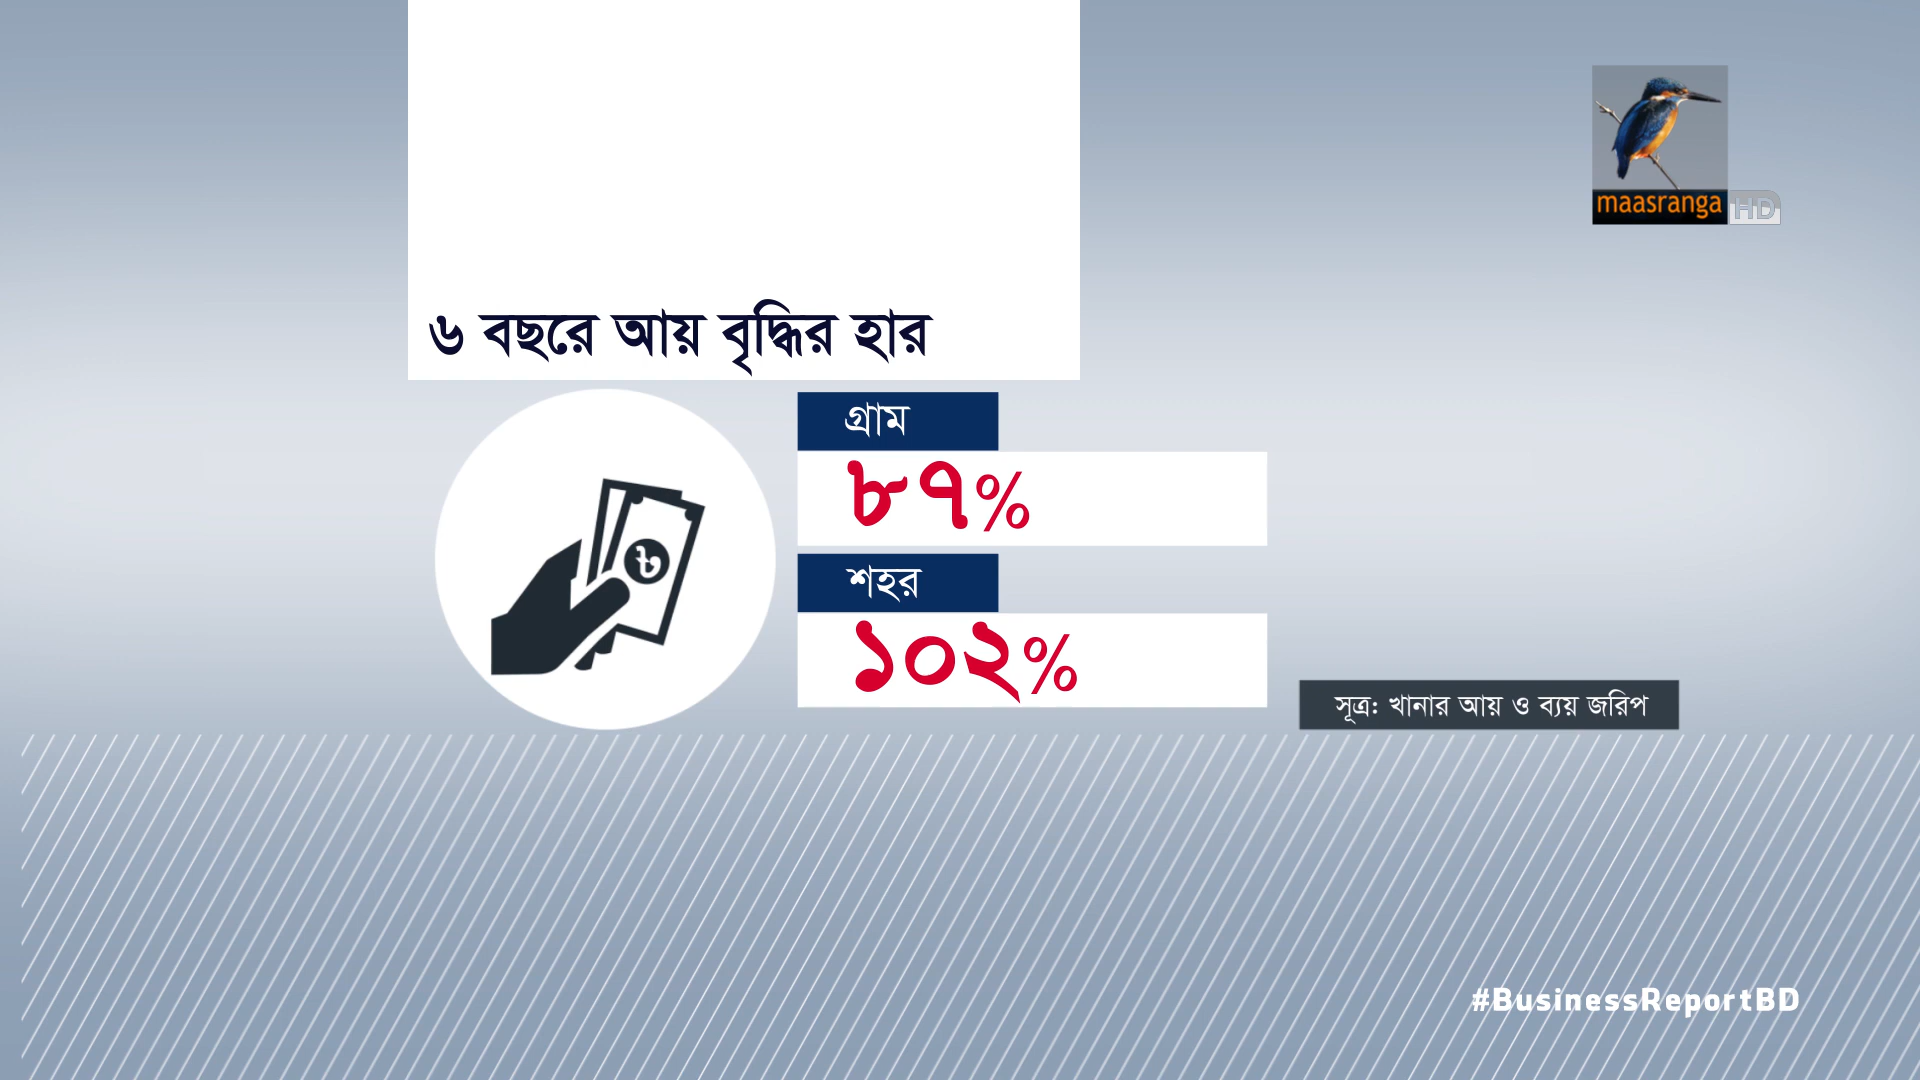 maasranga HD
৬ বছরে আয় বৃদ্ধির হার
গ্রাম
৮৭%
৳
শহর
১০২%
সূত্র: খানার আয় ও ব্যয় জরিপ
#BusinessReportBD